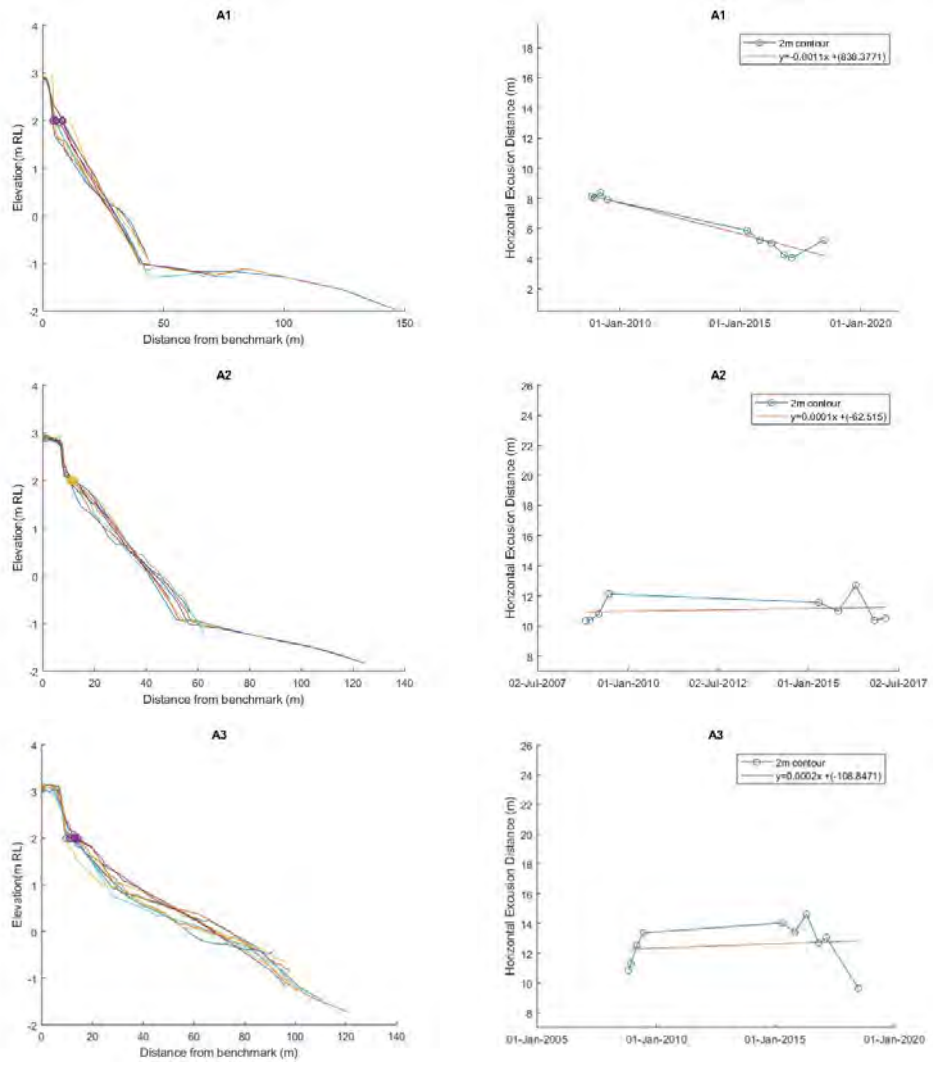 A1
4
3
2
1
0
-1
-2
Elevation(m RL)
0
50
100
150
Distance from benchmark (m)
A1
18
16
14
12
10
8
6
4
2
Horizontal Excusion Distance (m)
01-Jan-2010
01-Jan-2015
01-Jan-2020
2m contour
y=-0.0011x +(838.3771)
A2
4
3
2
1
0
-1
-2
Elevation(m RL)
0
20
40
60
80
100
120
140
Distance from benchmark (m)
A2
26
24
22
20
18
16
14
12
10
8
Horizontal Excusion Distance (m)
02-Jul-2007
01-Jan-2010
02-Jul-2012
01-Jan-2015
02-Jul-2017
2m contour
y=0.0001x +(-62.515)
A3
4
3
2
1
0
-1
-2
Elevation(m RL)
0
20
40
60
80
100
120
140
Distance from benchmark (m)
A3
26
24
22
20
18
16
14
12
10
8
Horizontal Excusion Distance (m)
01-Jan-2005
01-Jan-2010
01-Jan-2015
01-Jan-2020
2m contour
y=0.0002x +(-108.8471)